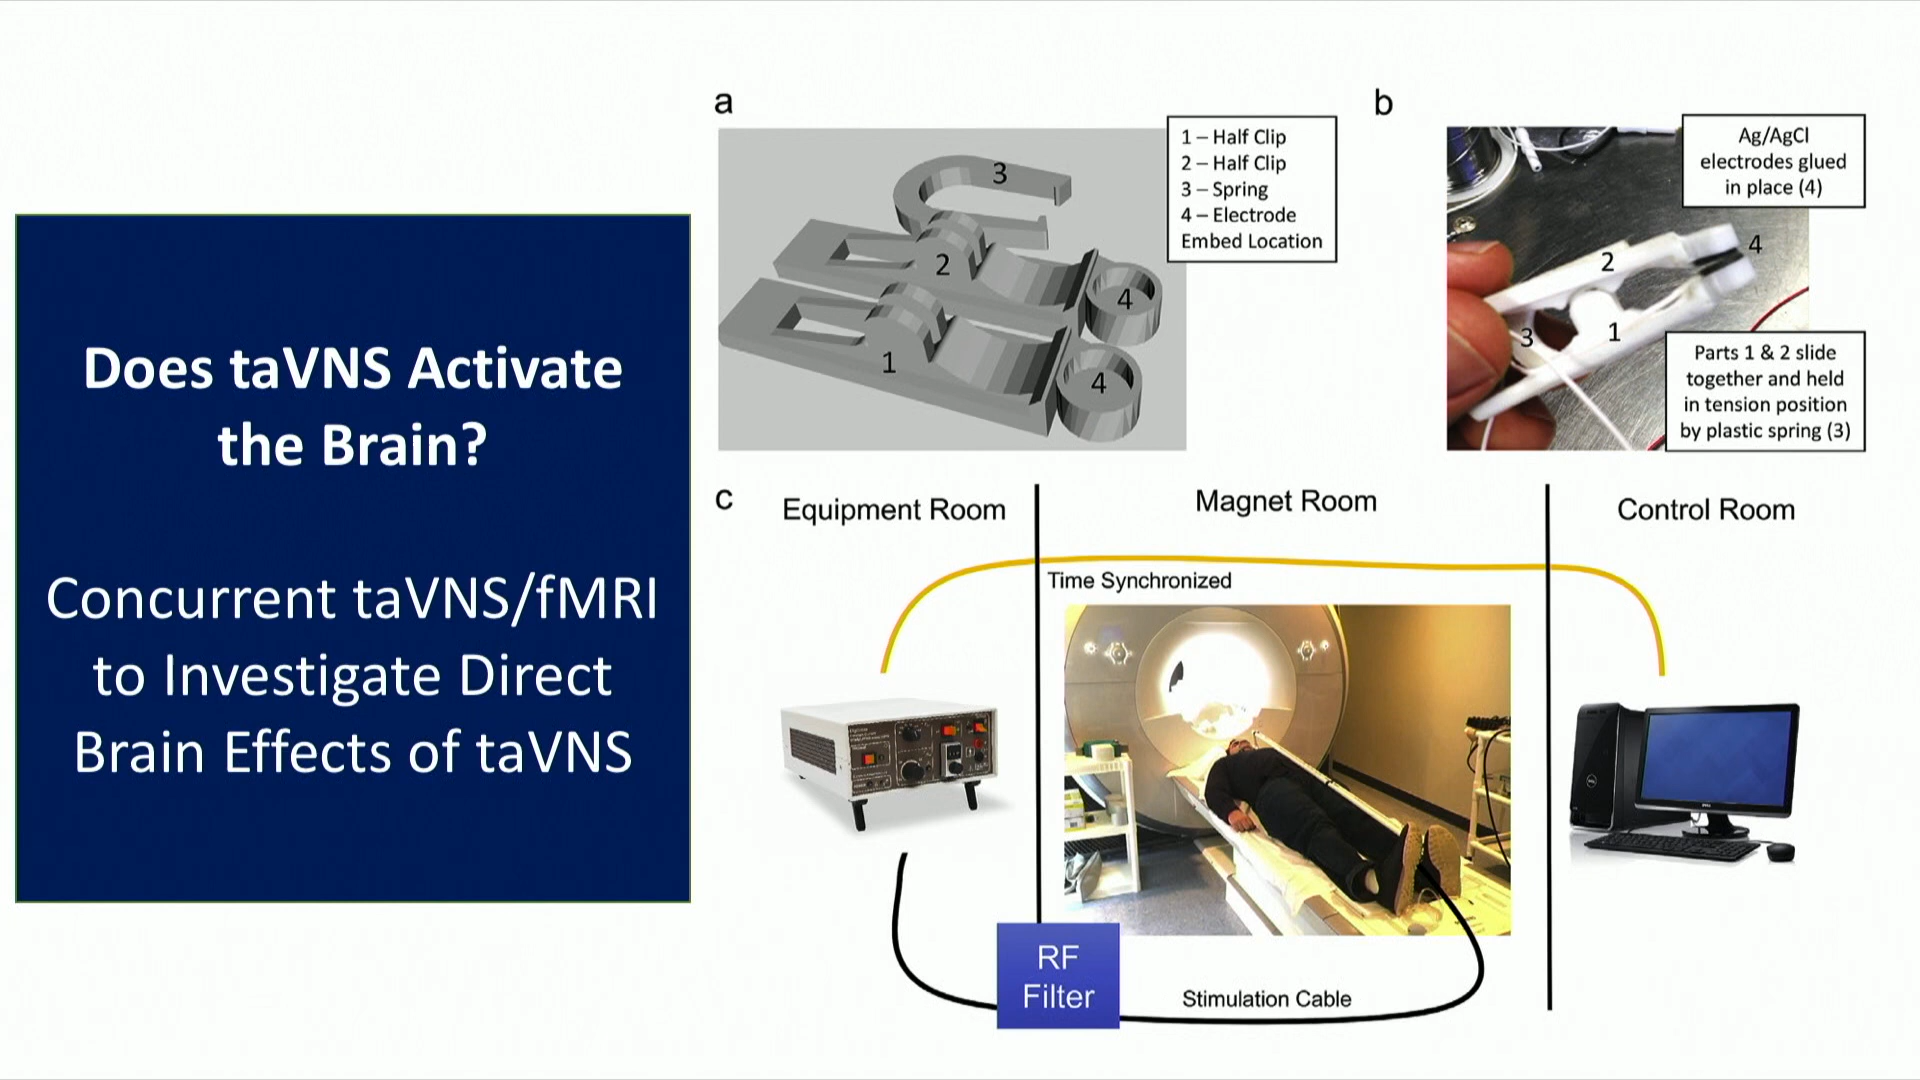 Does taVNS Activate
the Brain?
Concurrent taVNS/fMRI
to Investigate Direct
Brain Effects of taVNS
a
1 – Half Clip
2 – Half Clip
3 – Spring
4 – Electrode
Embed Location
3
2
4
1
4
b
Ag/AgCl
electrodes glued
in place (4)
4
2
3
1
Parts 1 & 2 slide
together and held
in tension position
by plastic spring (3)
c
Equipment Room
Magnet Room
Control Room
Time Synchronized
RF
Filter
Stimulation Cable